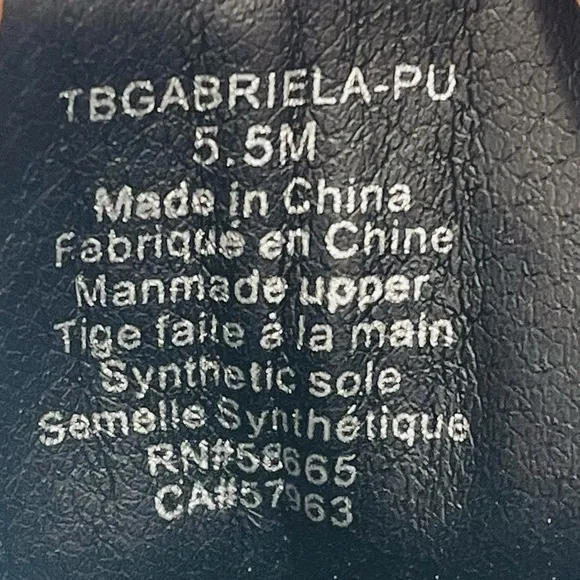 TBGABRIELA-PU
5.5M
Made in China
Fabriqué en Chine
Manmade upper
Tige faite à la main
Synthetic sole
Semelle Synthétique
RN#58665
CA#57963